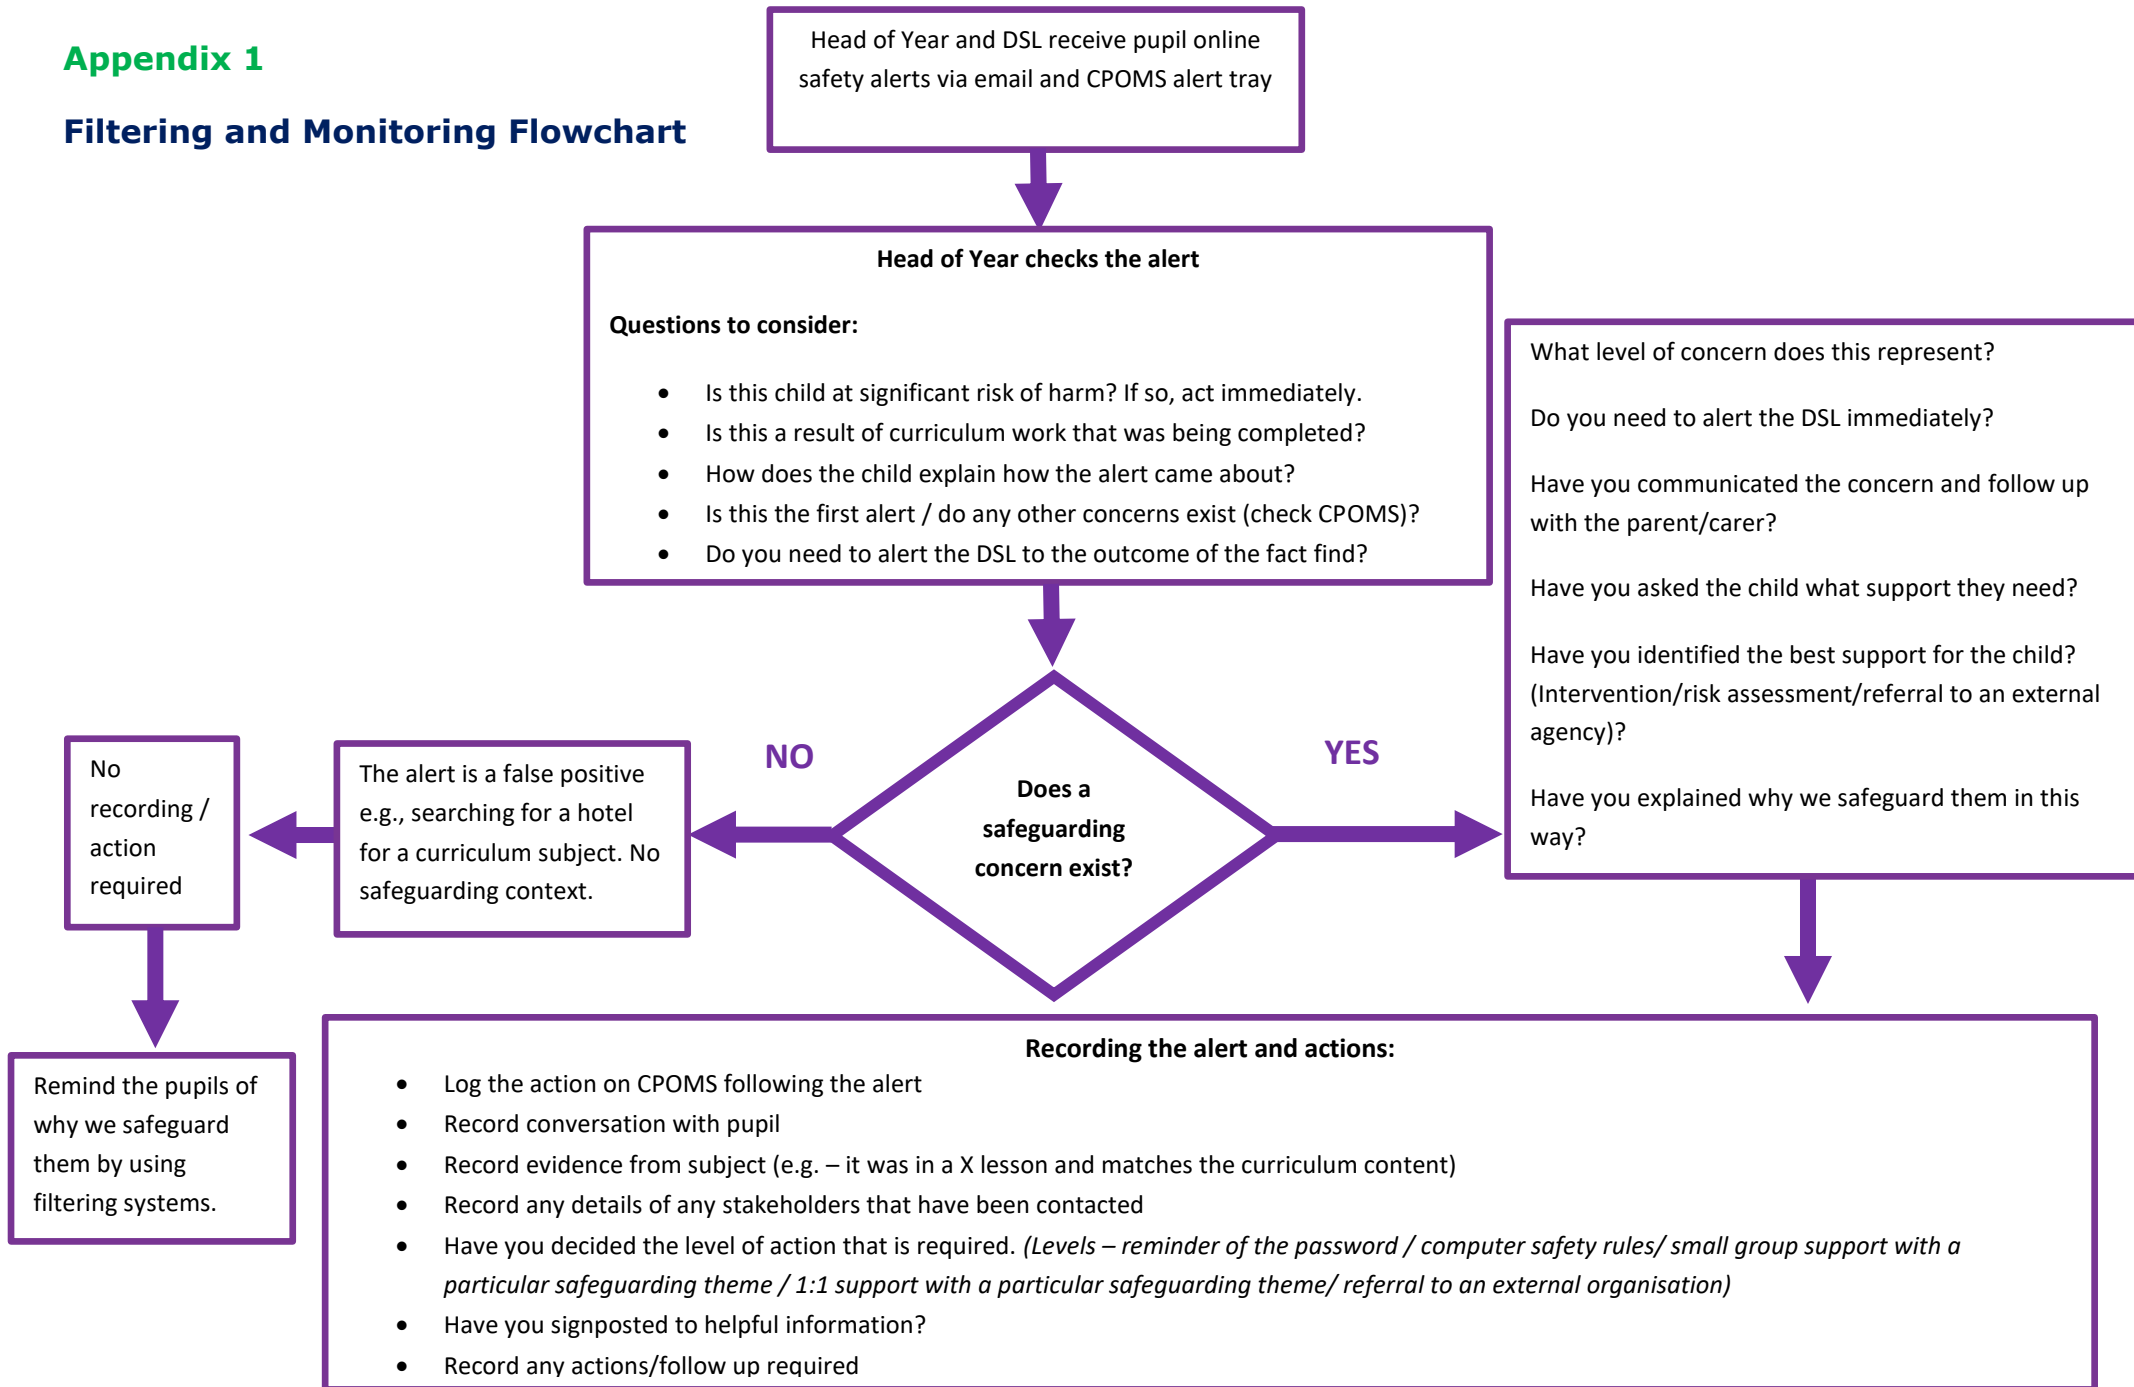 Appendix 1
Filtering and Monitoring Flowchart
Head of Year and DSL receive pupil online
safety alerts via email and CPOMS alert tray
Head of Year checks the alert
Questions to consider:
• Is this child at significant risk of harm? If so, act immediately.
• Is this a result of curriculum work that was being completed?
• How does the child explain how the alert came about?
• Is this the first alert / do any other concerns exist (check CPOMS)?
• Do you need to alert the DSL to the outcome of the fact find?
What level of concern does this represent?
Do you need to alert the DSL immediately?
Have you communicated the concern and follow up
with the parent/carer?
Have you asked the child what support they need?
Have you identified the best support for the child?
(Intervention/risk assessment/referral to an external
agency)?
Have you explained why we safeguard them in this
way?
Does a
safeguarding
concern exist?
NO
YES
The alert is a false positive
e.g., searching for a hotel
for a curriculum subject. No
safeguarding context.
No
recording /
action
required
Remind the pupils of
why we safeguard
them by using
filtering systems.
Recording the alert and actions:
• Log the action on CPOMS following the alert
• Record conversation with pupil
• Record evidence from subject (e.g. – it was in a X lesson and matches the curriculum content)
• Record any details of any stakeholders that have been contacted
• Have you decided the level of action that is required. (Levels – reminder of the password / computer safety rules/ small group support with a
particular safeguarding theme / 1:1 support with a particular safeguarding theme/ referral to an external organisation)
• Have you signposted to helpful information?
• Record any actions/follow up required